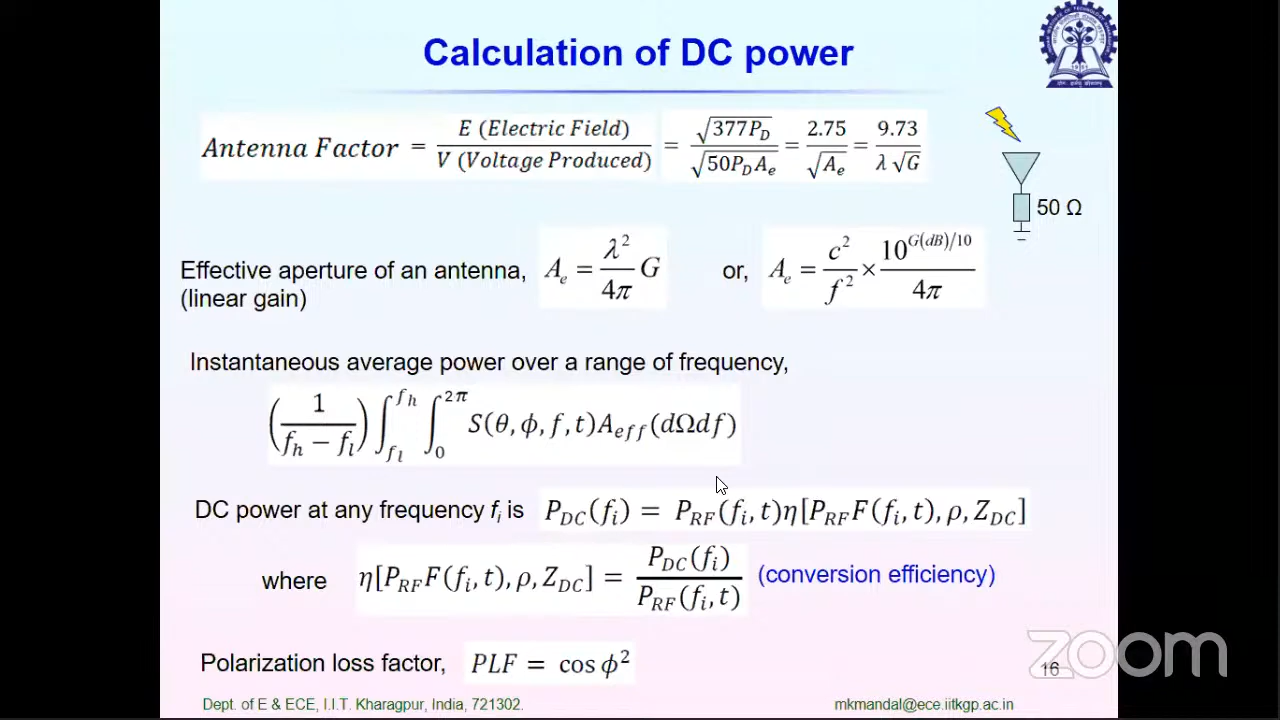 Calculation of DC power
Antenna Factor = E (Electric Field) / V (Voltage Produced) = √377P_D / √50P_D A_e = 2.75 / √A_e = 9.73 / λ √G
50 Ω
Effective aperture of an antenna, A_e = λ² / 4π G or, A_e = c² / f² × 10^G(dB)/10 / 4π
(linear gain)
Instantaneous average power over a range of frequency,
(1 / f_h − f_l) ∫_f_l^f_h ∫_0^2π S(θ, ϕ, f, t)A_eff(dΩdf)
DC power at any frequency f_i is P_DC(f_i) = P_RF(f_i, t)η[P_RF F(f_i, t), ρ, Z_DC]
where η[P_RF F(f_i, t), ρ, Z_DC] = P_DC(f_i) / P_RF(f_i, t) (conversion efficiency)
Polarization loss factor, PLF = cos ϕ²
zoom
16
Dept. of E & ECE, I.I.T. Kharagpur, India, 721302. mkmandal@ece.iitkgp.ac.in